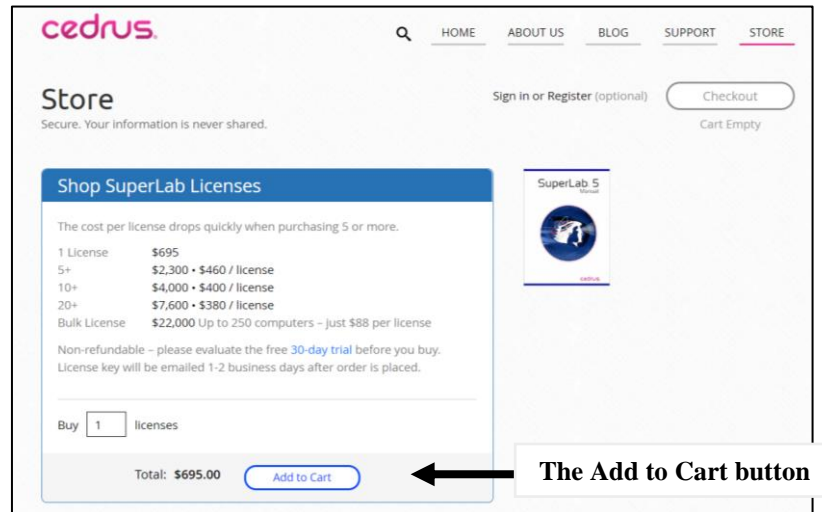 cedrus.
HOME ABOUT US BLOG SUPPORT STORE
Store
Secure. Your information is never shared.
Sign in or Register (optional)
Checkout
Cart Empty
Shop SuperLab Licenses
The cost per license drops quickly when purchasing 5 or more.
1 License $695
5+ $2,300 • $460 / license
10+ $4,000 • $400 / license
20+ $7,600 • $380 / license
Bulk License $22,000 Up to 250 computers – just $88 per license
Non-refundable – please evaluate the free 30-day trial before you buy.
License key will be emailed 1-2 business days after order is placed.
Buy 1 licenses
Total: $695.00 Add to Cart
SuperLab 5
Manual
cedrus
The Add to Cart button